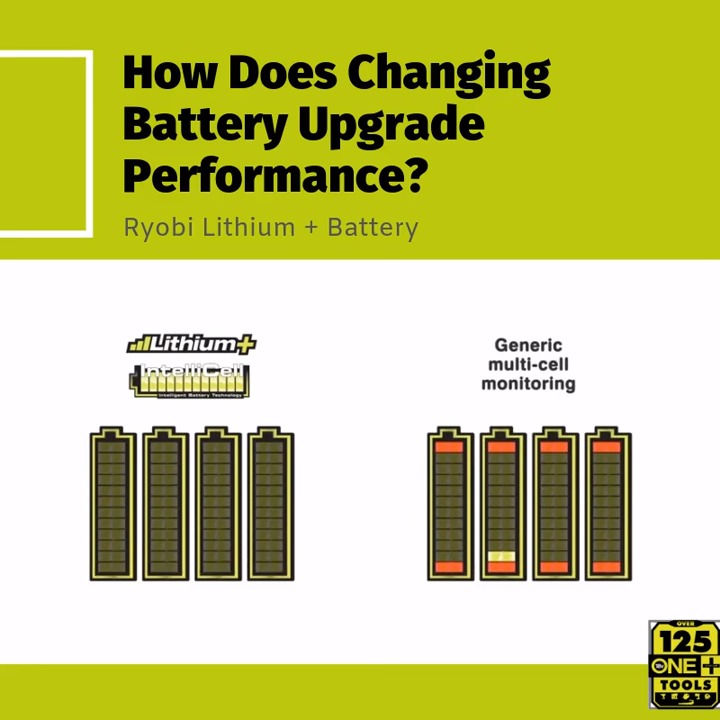 How Does Changing
Battery Upgrade
Performance?
Ryobi Lithium + Battery
Lithium+
IntelliCell
Intelligent Battery Technology
Generic
multi-cell
monitoring
OVER
125
ONE+
TOOLS